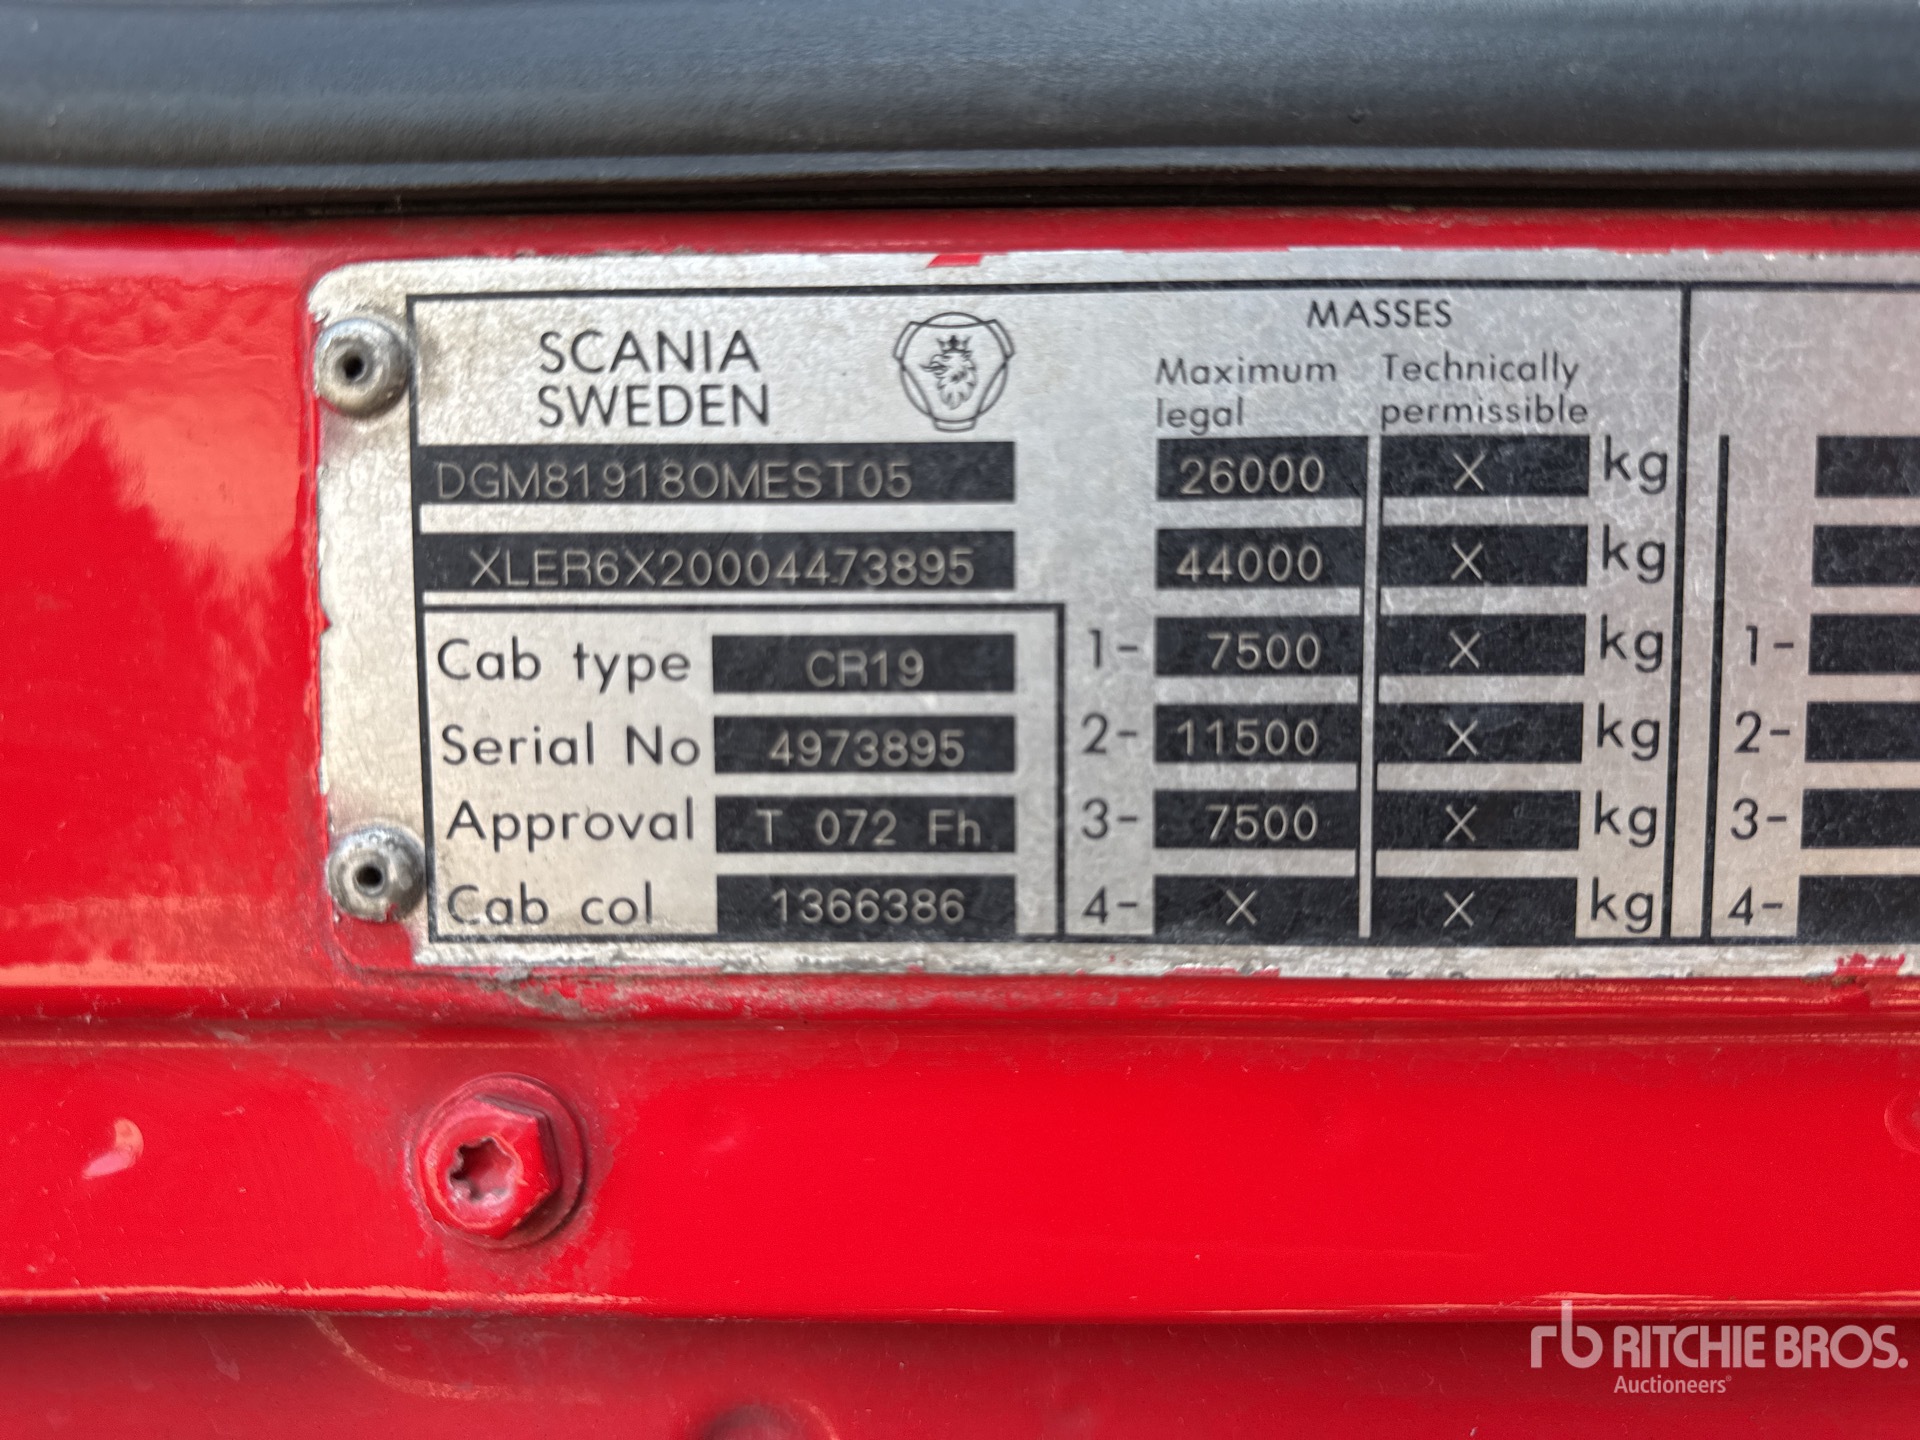 SCANIA
SWEDEN
DGM819180MEST05
XLER6X20004473895
Cab type CR19
Serial No 4973895
Approval T 072 Fh
Cab col 1366386
MASSES
Maximum legal
Technically permissible
26000 X kg
44000 X kg
1- 7500 X kg
2- 11500 X kg
3- 7500 X kg
4- X X kg
1-
2-
3-
4-
rb RITCHIE BROS.
Auctioneers